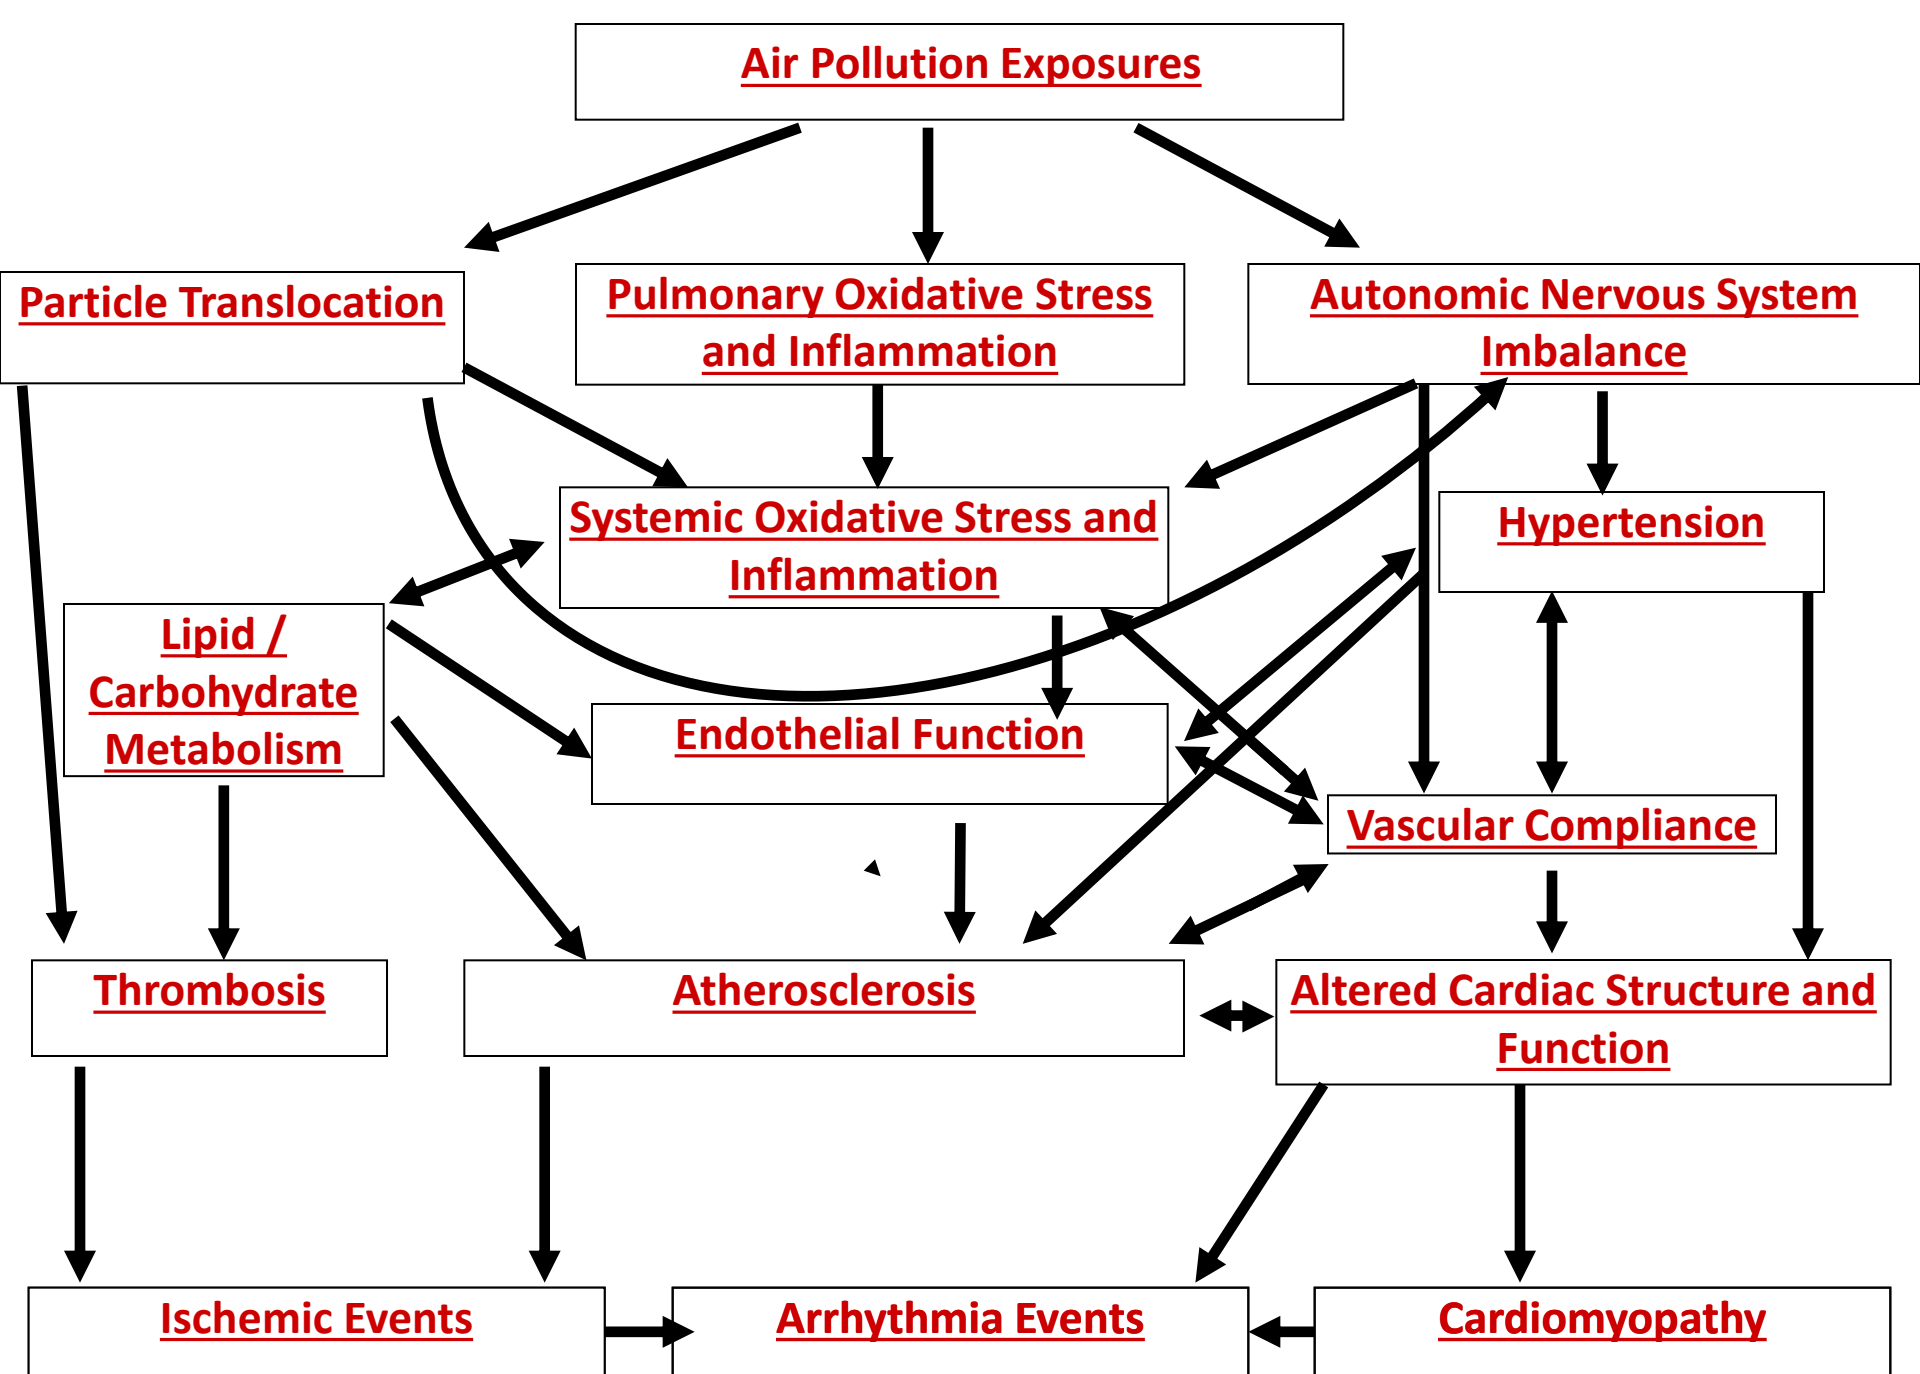 Air Pollution Exposures
Particle Translocation
Pulmonary Oxidative Stress
and Inflammation
Autonomic Nervous System
Imbalance
Systemic Oxidative Stress and
Inflammation
Hypertension
Lipid /
Carbohydrate
Metabolism
Endothelial Function
Vascular Compliance
Thrombosis
Atherosclerosis
Altered Cardiac Structure and
Function
Ischemic Events
Arrhythmia Events
Cardiomyopathy